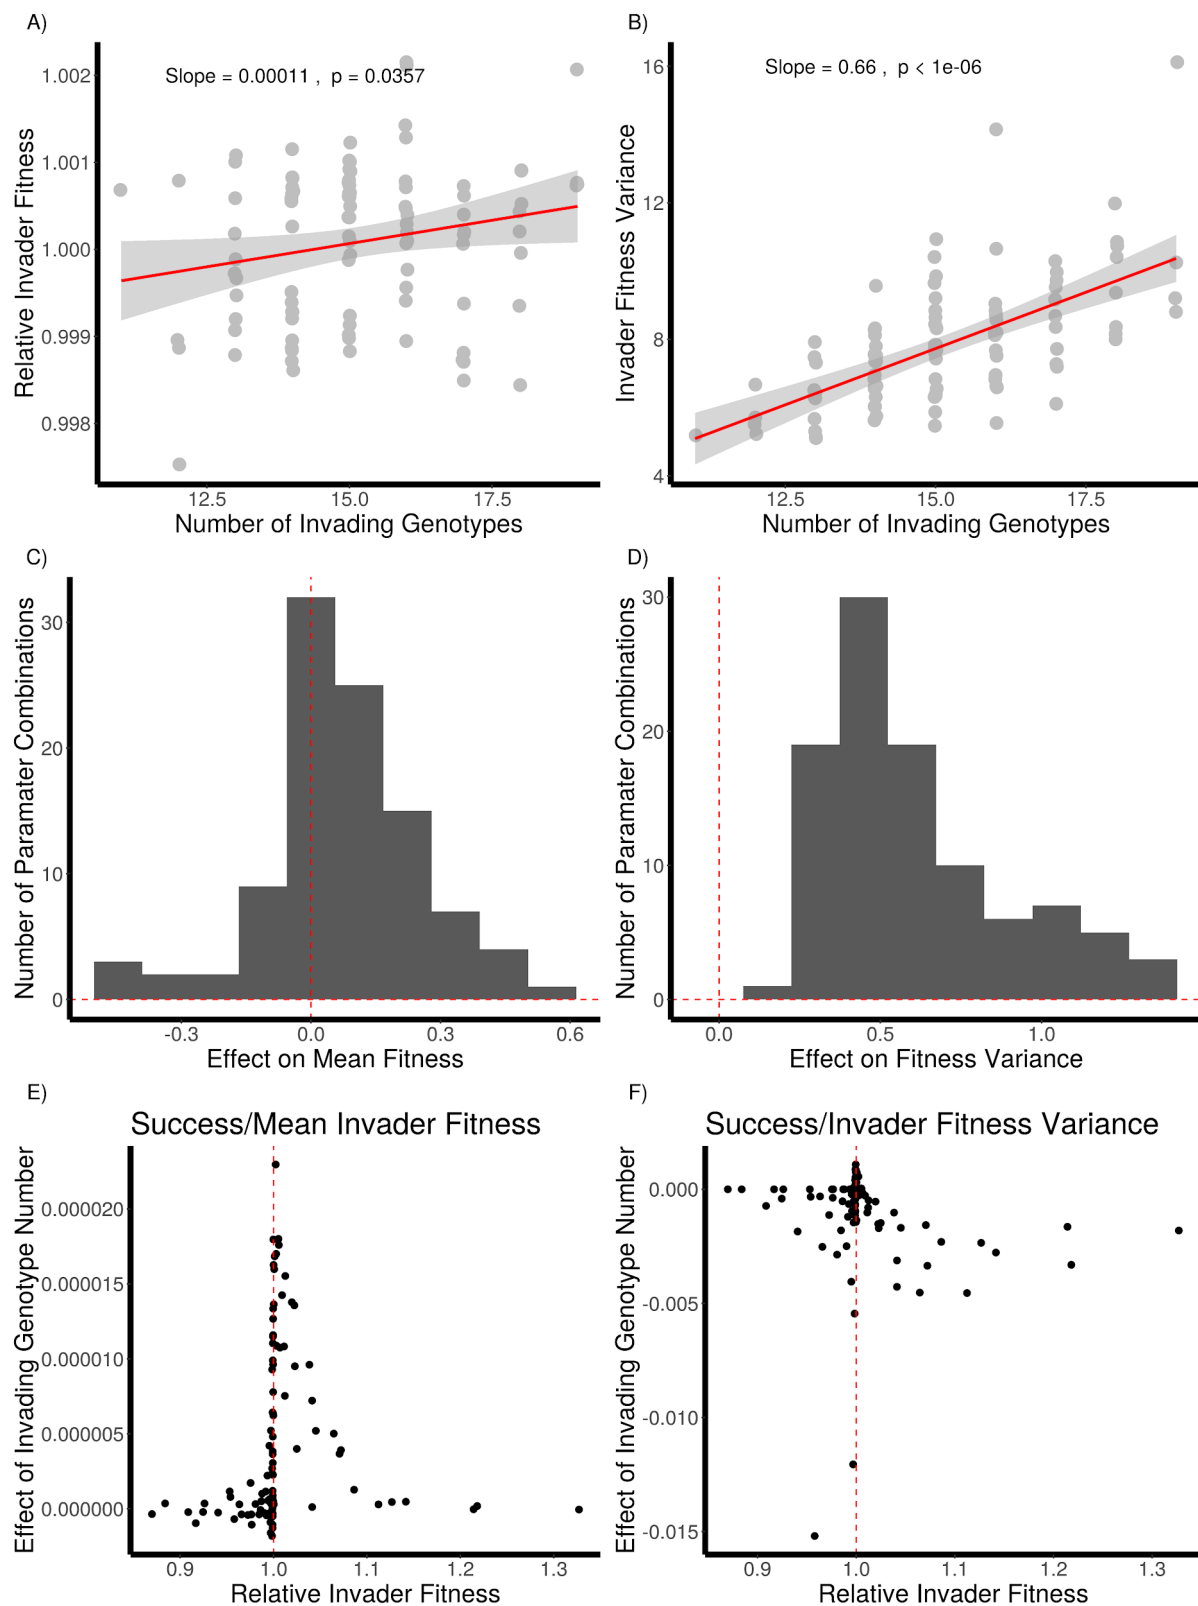 A)
Slope = 0.00011 , p = 0.0357
Relative Invader Fitness
1.002
1.001
1.000
0.999
0.998
12.5 15.0 17.5
Number of Invading Genotypes
B)
Slope = 0.66 , p < 1e-06
Invader Fitness Variance
16
12
8
4
12.5 15.0 17.5
Number of Invading Genotypes
C)
Number of Paramater Combinations
30
20
10
0
-0.3 0.0 0.3 0.6
Effect on Mean Fitness
D)
Number of Paramater Combinations
30
20
10
0
0.0 0.5 1.0
Effect on Fitness Variance
E)
Success/Mean Invader Fitness
Effect of Invading Genotype Number
0.000020
0.000015
0.000010
0.000005
0.000000
0.9 1.0 1.1 1.2 1.3
Relative Invader Fitness
F)
Success/Invader Fitness Variance
Effect of Invading Genotype Number
0.000
-0.005
-0.010
-0.015
0.9 1.0 1.1 1.2 1.3
Relative Invader Fitness